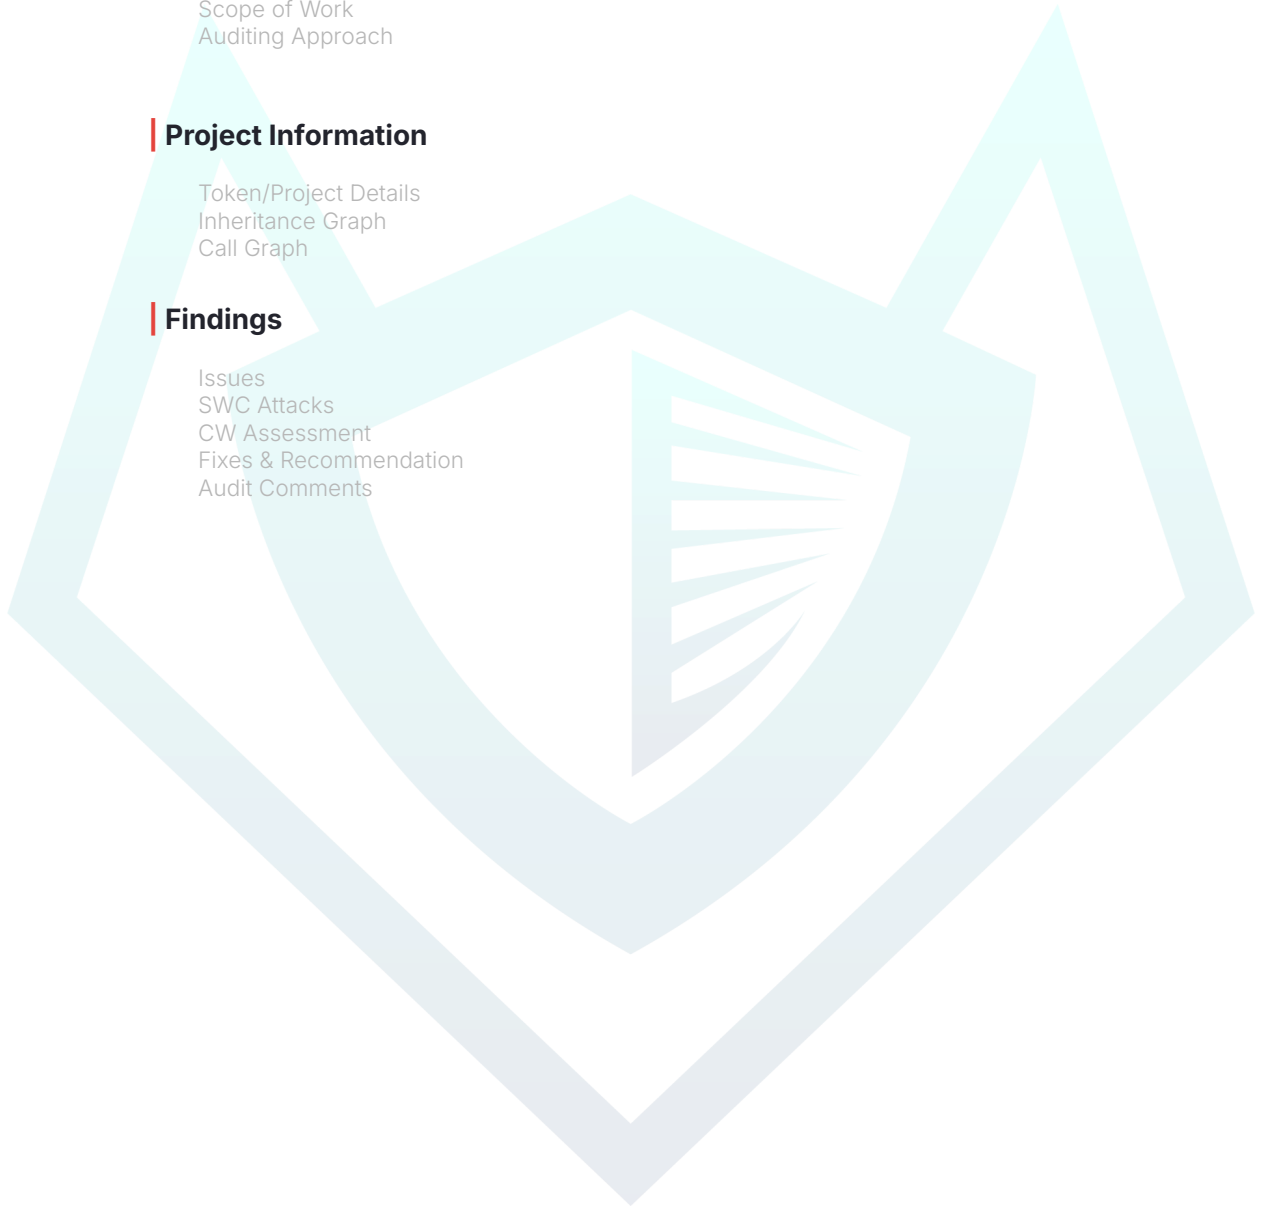 Scope of Work
Auditing Approach
Project Information
Token/Project Details
Inheritance Graph
Call Graph
Findings
Issues
SWC Attacks
CW Assessment
Fixes & Recommendation
Audit Comments